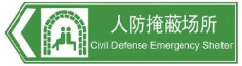 人防掩蔽场所
Civil Defense Emergency Shelter